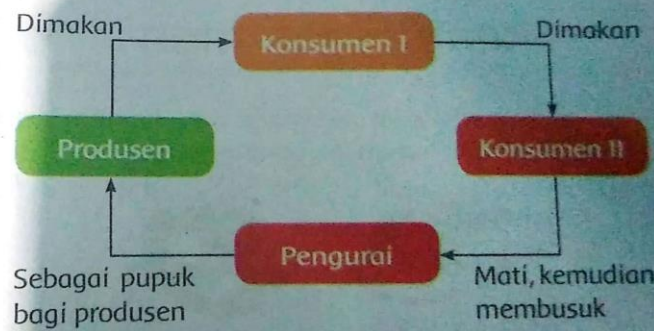 Dimakan
Konsumen I
Dimakan
Produsen
Konsumen II
Pengurai
Sebagai pupuk
bagi produsen
Mati, kemudian
membusuk